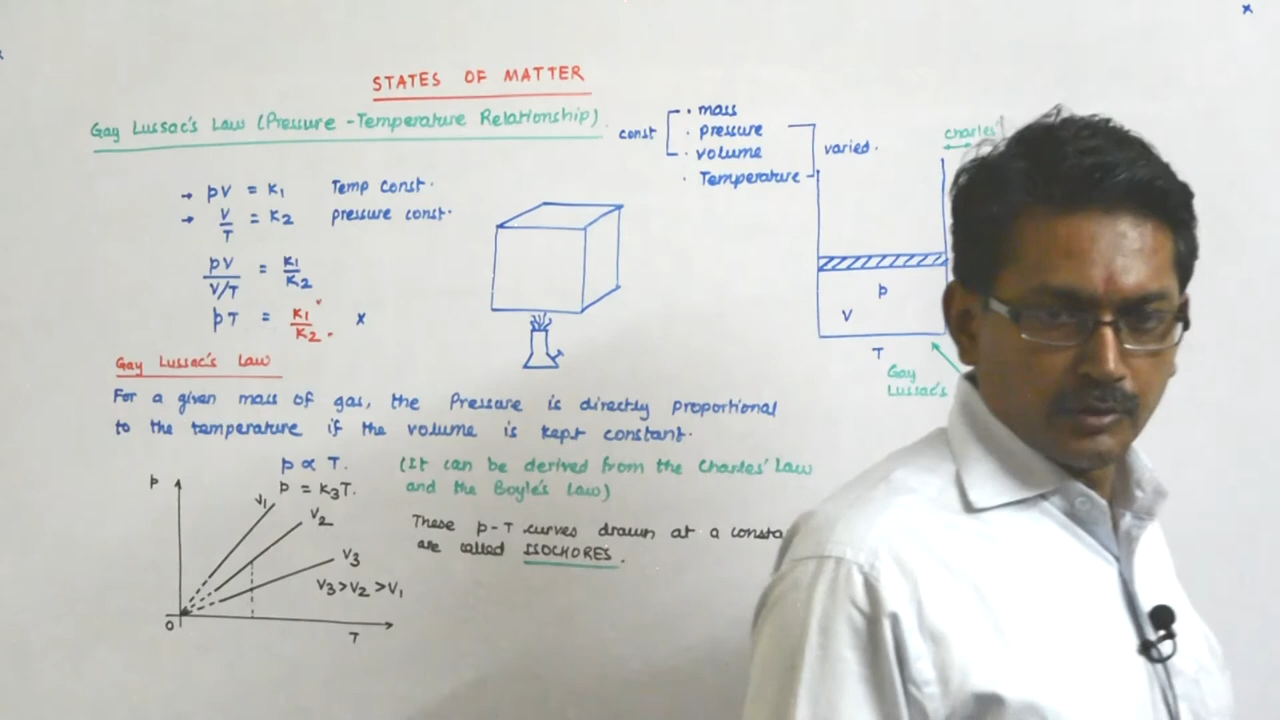 STATES OF MATTER
Gay Lussac's Law (Pressure - Temperature Relationship)
const
· mass
· pressure
· volume
· Temperature
varied.
charles'
→ pV = K1 Temp const.
→ V/T = K2 pressure const.
pV / V/T = K1/K2
pT = K1/K2. x
p
V
T
Gay
Lussac's
Gay Lussac's Law
For a given mass of gas, the Pressure is directly proportional
to the temperature if the volume is kept constant.
p ∝ T.
p = K3T.
(It can be derived from the Charles' Law
and the Boyle's Law)
These p-T curves drawn at a
are called ISOCHORES.
P
V1
V2
V3
V3 > V2 > V1
O
T